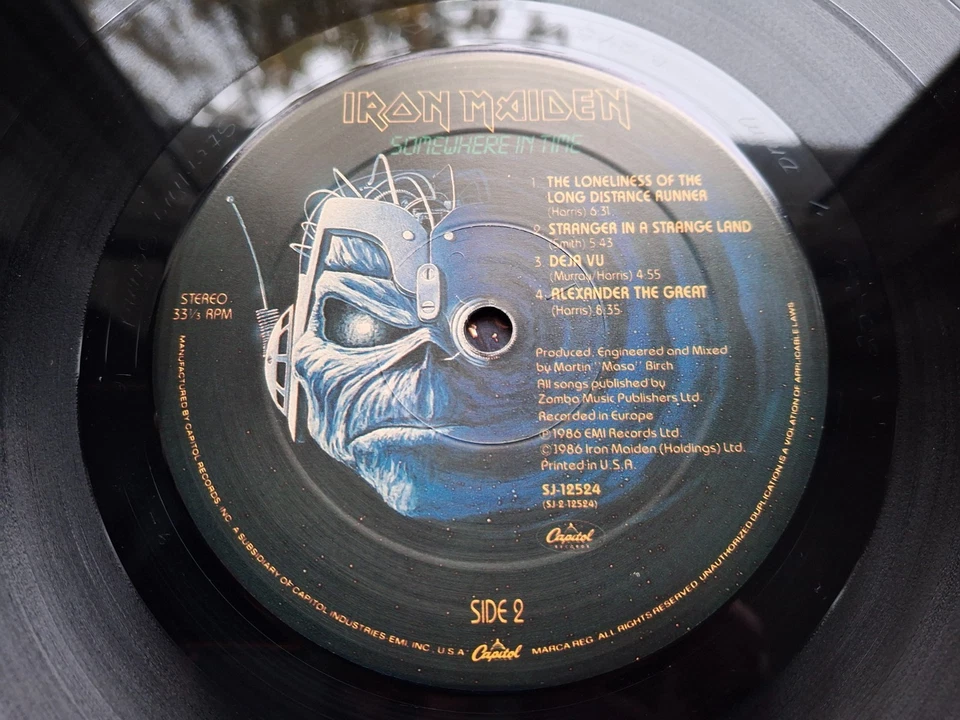 IRON MAIDEN
SOMEWHERE IN TIME
1. THE LONELINESS OF THE
LONG DISTANCE RUNNER
(Harris) 6:31
2. STRANGER IN A STRANGE LAND
(Smith) 5:43
3. DEJA VU
(Murray/Harris) 4:55
4. ALEXANDER THE GREAT
(Harris) 8:35
STEREO
33⅓ RPM
Produced, Engineered and Mixed
by Martin "Masa" Birch
All songs published by
Zomba Music Publishers Ltd.
Recorded in Europe
℗1986 EMI Records Ltd.
©1986 Iron Maiden (Holdings) Ltd.
Printed in U.S.A.
SJ-12524
(SJ-2-12524)
Capitol
RECORDS
SIDE 2
MANUFACTURED BY CAPITOL RECORDS, INC. A SUBSIDIARY OF CAPITOL INDUSTRIES-EMI, INC., U.S.A. Capitol MARCA REG. ALL RIGHTS RESERVED. UNAUTHORIZED DUPLICATION IS A VIOLATION OF APPLICABLE LAWS